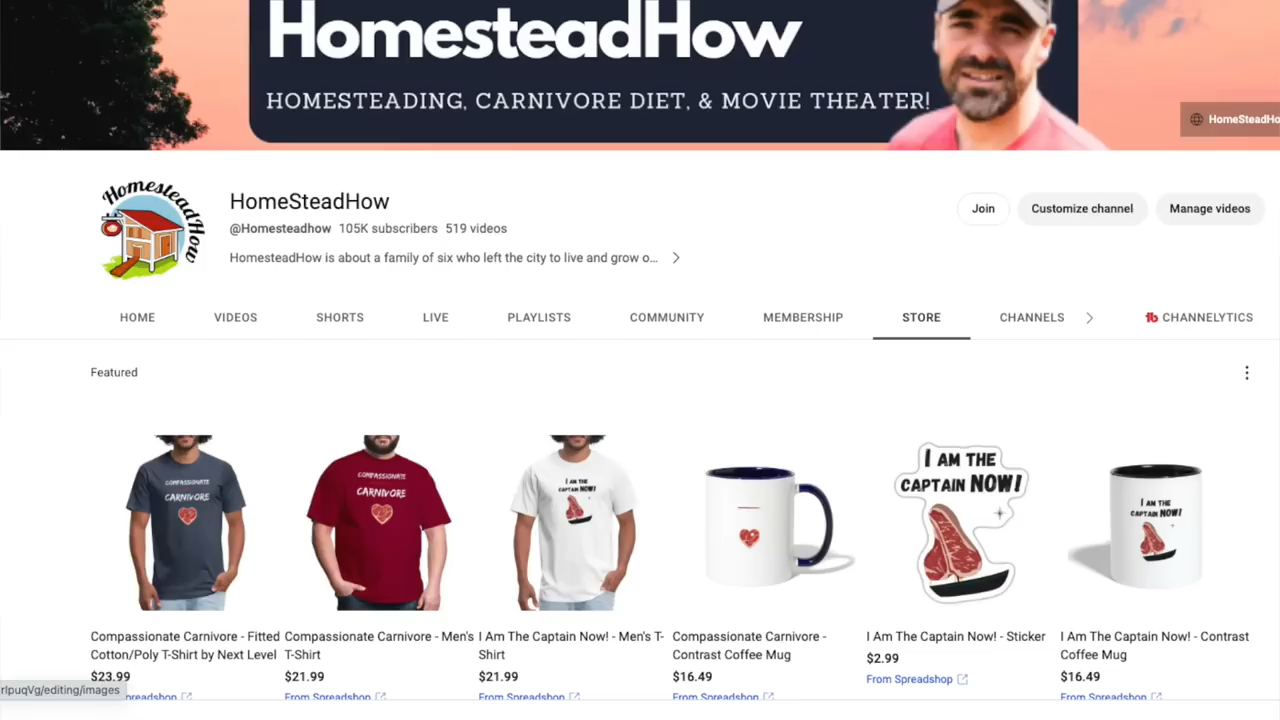 HomesteadHow
HOMESTEADING, CARNIVORE DIET, & MOVIE THEATER!
HomeSteadHo
HomesteadHow
HomeSteadHow
@Homesteadhow 105K subscribers 519 videos
HomesteadHow is about a family of six who left the city to live and grow o...
Join
Customize channel
Manage videos
HOME VIDEOS SHORTS LIVE PLAYLISTS COMMUNITY MEMBERSHIP STORE CHANNELS CHANNELYTICS
Featured
COMPASSIONATE
CARNIVORE
COMPASSIONATE
CARNIVORE
I AM THE
CAPTAIN NOW!
I AM THE
CAPTAIN NOW!
I AM THE
CAPTAIN NOW!
Compassionate Carnivore - Fitted
Cotton/Poly T-Shirt by Next Level
$23.99
preadshop
Compassionate Carnivore - Men's
T-Shirt
$21.99
From Spreadshop
I Am The Captain Now! - Men's T-
Shirt
$21.99
From Spreadshop
Compassionate Carnivore -
Contrast Coffee Mug
$16.49
From Spreadshop
I Am The Captain Now! - Sticker
$2.99
From Spreadshop
I Am The Captain Now! - Contrast
Coffee Mug
$16.49
From Spreadshop
rlpuqVg/editing/images